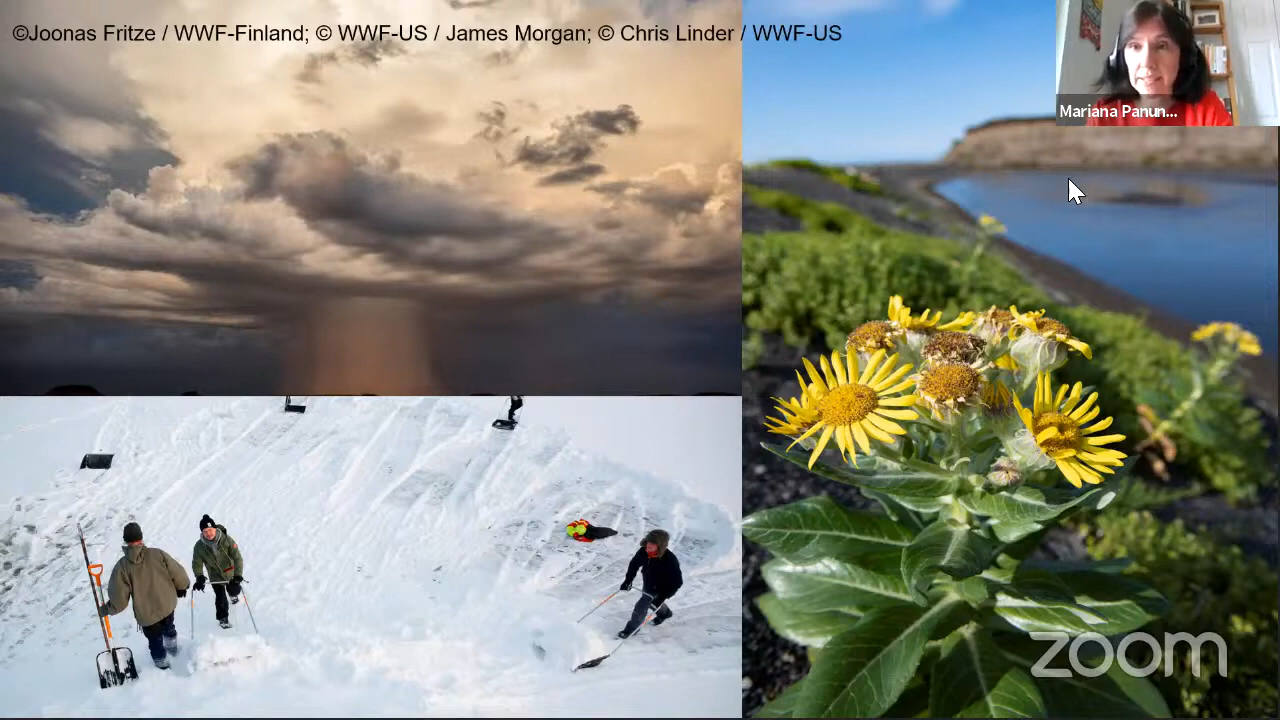 ©Joonas Fritze / WWF-Finland; © WWF-US / James Morgan; © Chris Linder / WWF-US
Mariana Panun...
zoom